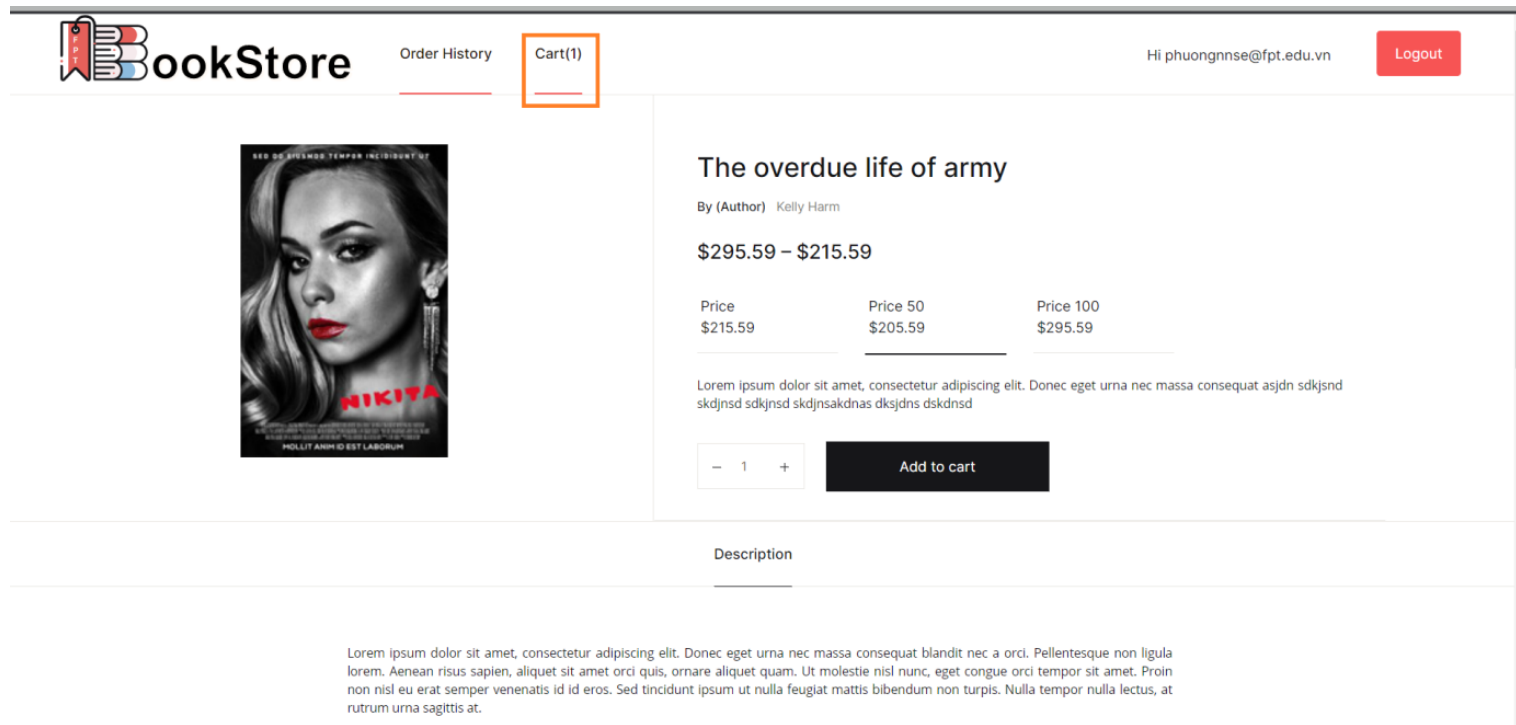 FPT
BookStore
Order History
Cart(1)
Hi phuongnnse@fpt.edu.vn
Logout
SED DO EIUSMOD TEMPOR INCIDIDUNT UT
NIKITA
MOLLIT ANIM ID EST LABORUM
The overdue life of army
By (Author) Kelly Harm
$295.59 – $215.59
Price
$215.59
Price 50
$205.59
Price 100
$295.59
Lorem ipsum dolor sit amet, consectetur adipiscing elit. Donec eget urna nec massa consequat asjdn sdkjsnd
skdjnsd sdkjnsd skdjnsakdnas dksjdns dskdnsd
– 1 +
Add to cart
Description
Lorem ipsum dolor sit amet, consectetur adipiscing elit. Donec eget urna nec massa consequat blandit nec a orci. Pellentesque non ligula
lorem. Aenean risus sapien, aliquet sit amet orci quis, ornare aliquet quam. Ut molestie nisl nunc, eget congue orci tempor sit amet. Proin
non nisl eu erat semper venenatis id id eros. Sed tincidunt ipsum ut nulla feugiat mattis bibendum non turpis. Nulla tempor nulla lectus, at
rutrum urna sagittis at.